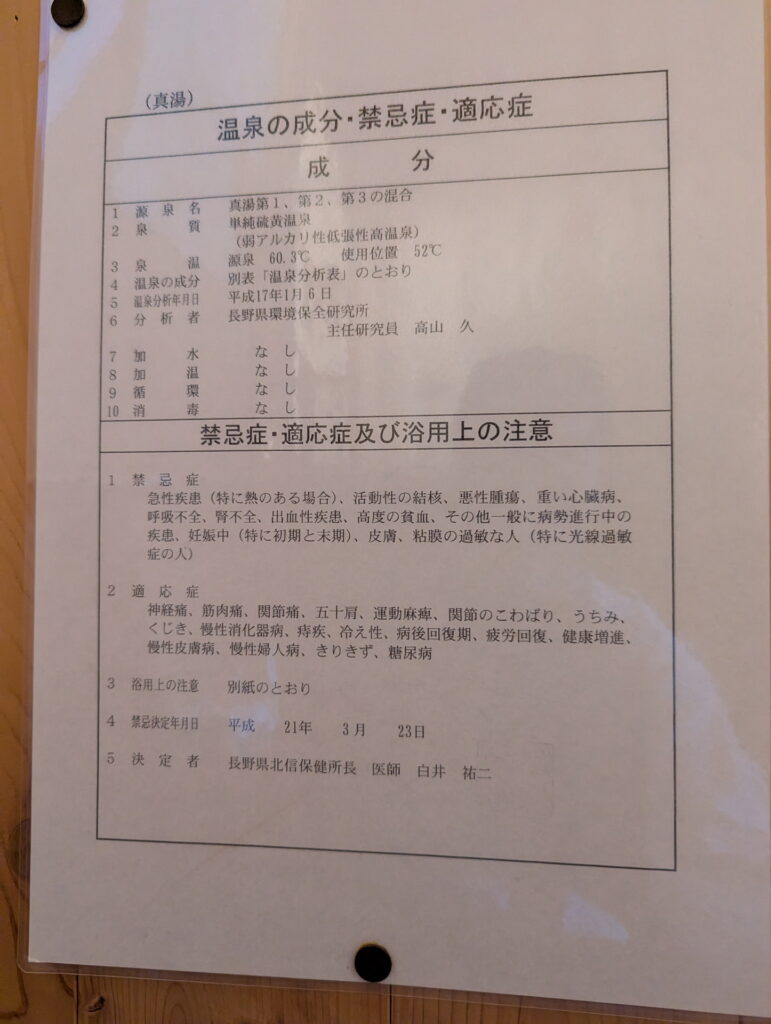 （真湯）
温泉の成分・禁忌症・適応症
成　　分
1　源泉名　真湯第１、第２、第３の混合
2　泉　質　単純硫黄温泉
（弱アルカリ性低張性高温泉）
3　泉　温　源泉　60.3℃　使用位置　52℃
4　温泉の成分　別表「温泉分析表」のとおり
5　温泉分析年月日　平成17年1月6日
6　分析者　長野県環境保全研究所
主任研究員　高山　久
7　加　水　なし
8　加　温　なし
9　循　環　なし
10　消　毒　なし
禁忌症・適応症及び浴用上の注意
1　禁忌症
急性疾患（特に熱のある場合）、活動性の結核、悪性腫瘍、重い心臓病、
呼吸不全、腎不全、出血性疾患、高度の貧血、その他一般に病勢進行中の
疾患、妊娠中（特に初期と末期）、皮膚、粘膜の過敏な人（特に光線過敏
症の人）
2　適応症
神経痛、筋肉痛、関節痛、五十肩、運動麻痺、関節のこわばり、うちみ、
くじき、慢性消化器病、痔疾、冷え性、病後回復期、疲労回復、健康増進、
慢性皮膚病、慢性婦人病、きりきず、糖尿病
3　浴用上の注意　別紙のとおり
4　禁忌決定年月日　平成　21年　3月　23日
5　決定者　長野県北信保健所長　医師　白井　祐二